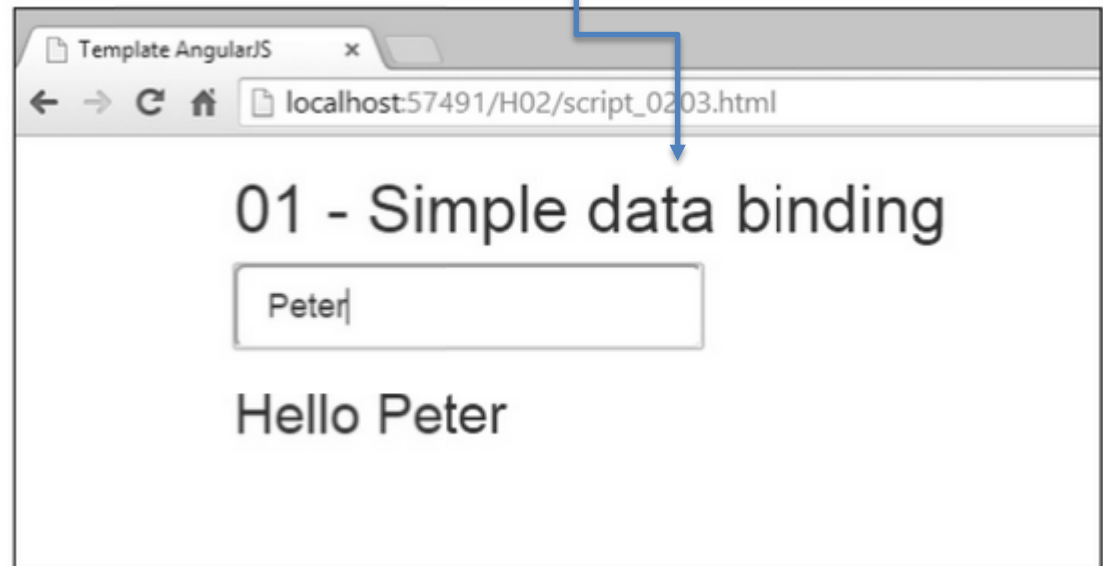 Template AngularJS
localhost:57491/H02/script_0203.html
01 - Simple data binding
Peter
Hello Peter